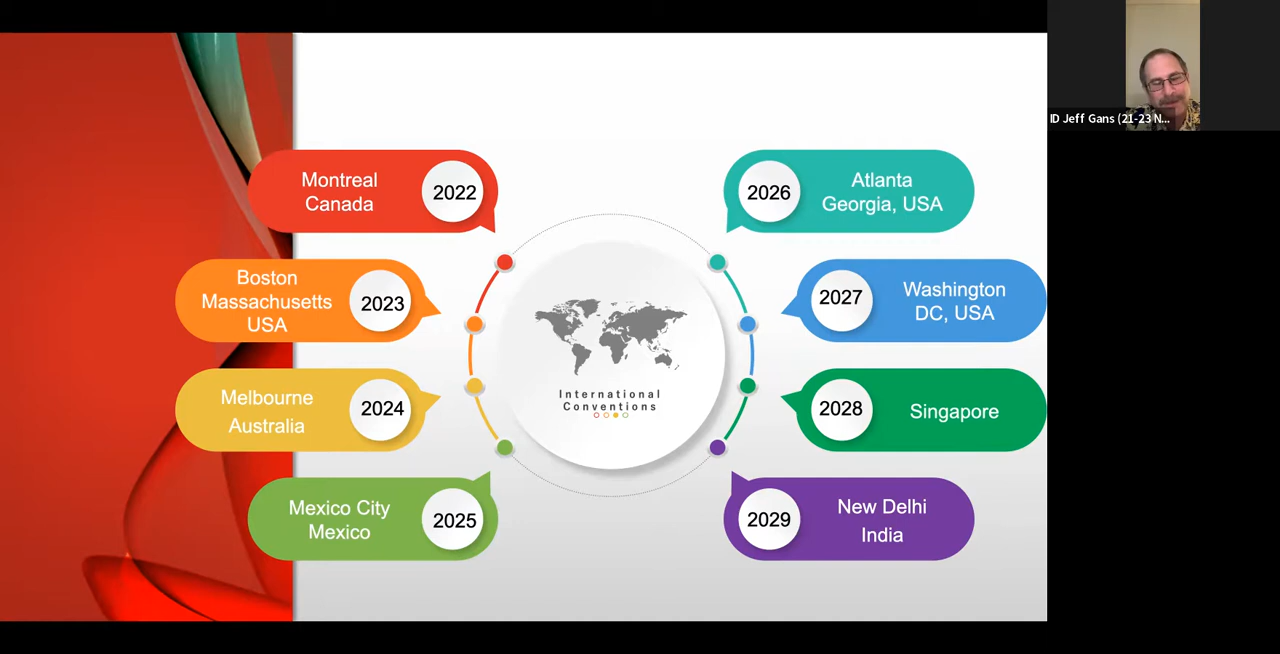 Montreal
Canada
2022
Boston
Massachusetts
USA
2023
Melbourne
Australia
2024
Mexico City
Mexico
2025
International
Conventions
2026
Atlanta
Georgia, USA
2027
Washington
DC, USA
2028
Singapore
2029
New Delhi
India
ID Jeff Gans (21-23 N...